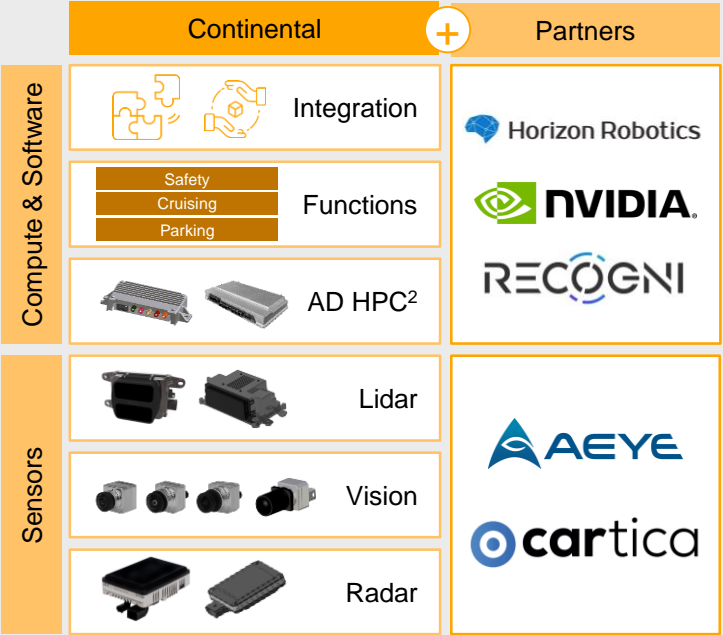 Continental
+
Partners
Compute & Software
Integration
Functions
Safety
Cruising
Parking
AD HPC²
Horizon Robotics
NVIDIA.
RECOGNI
Sensors
Lidar
Vision
Radar
AEYE
cartica